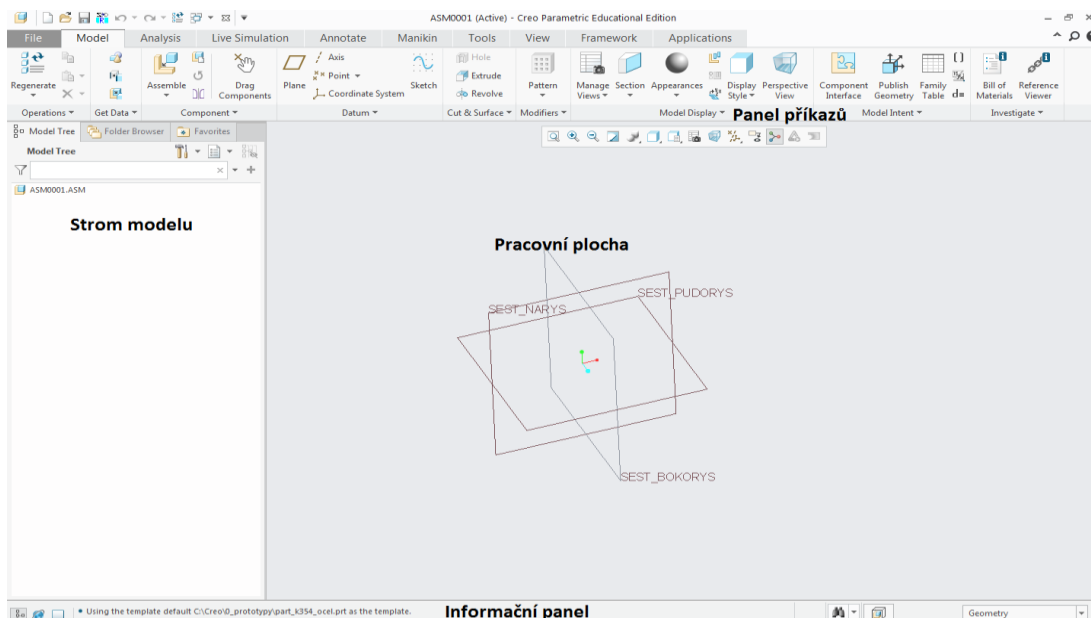 ASM0001 (Active) - Creo Parametric Educational Edition
File Model Analysis Live Simulation Annotate Manikin Tools View Framework Applications
Regenerate
Operations
Get Data
Assemble
Drag Components
Component
Plane
Axis
Point
Coordinate System
Sketch
Datum
Hole
Extrude
Revolve
Cut & Surface
Pattern
Modifiers
Manage Views
Section
Appearances
Display Style
Perspective View
Model Display
Panel příkazů
Component Interface
Publish Geometry
Family Table
d=
Model Intent
Bill of Materials
Reference Viewer
Investigate
Model Tree Folder Browser Favorites
Model Tree
ASM0001.ASM
Strom modelu
Pracovní plocha
SEST_PUDORYS
SEST_NARYS
SEST_BOKORYS
• Using the template default C:\Creo\0_prototypy\part_k354_ocel.prt as the template.
Informační panel
Geometry